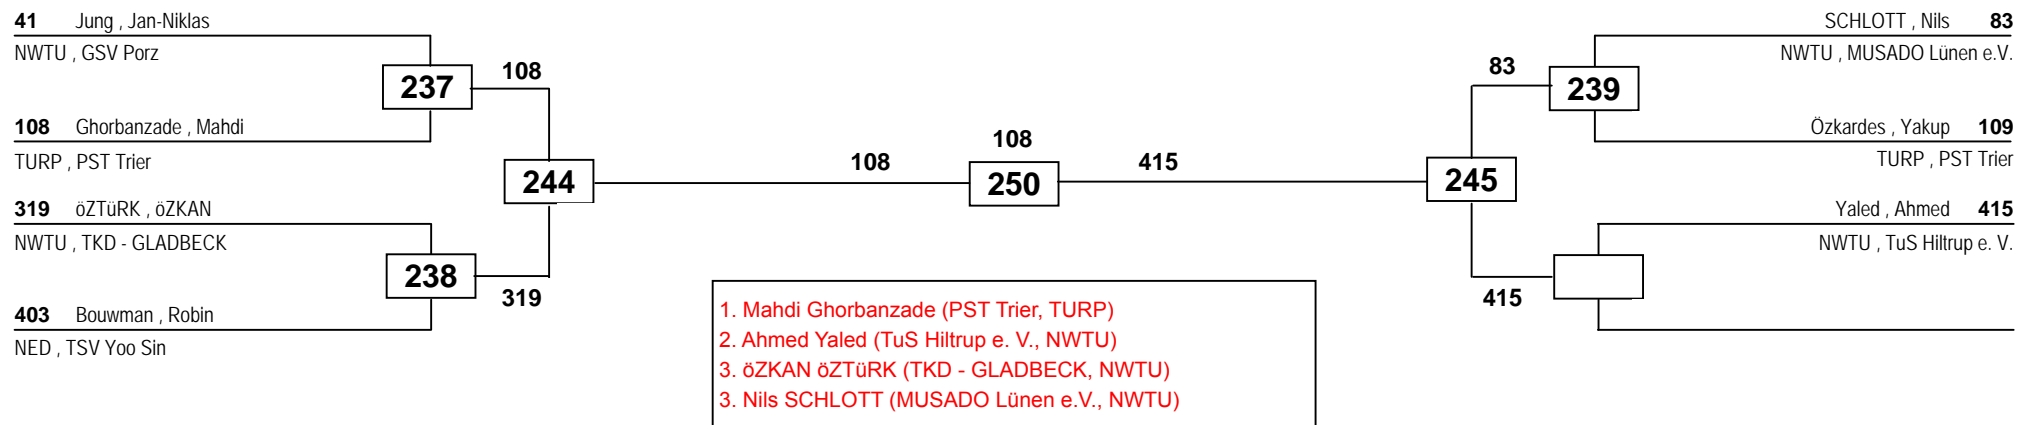 41 Jung , Jan-Niklas
NWTU , GSV Porz
237
108
108 Ghorbanzade , Mahdi
TURP , PST Trier
244
319 öZTüRK , öZKAN
NWTU , TKD - GLADBECK
238
319
403 Bouwman , Robin
NED , TSV Yoo Sin
108
108
250
415
SCHLOTT , Nils 83
NWTU , MUSADO Lünen e.V.
83
239
Özkardes , Yakup 109
TURP , PST Trier
245
Yaled , Ahmed 415
NWTU , TuS Hiltrup e. V.
415
1. Mahdi Ghorbanzade (PST Trier, TURP)
2. Ahmed Yaled (TuS Hiltrup e. V., NWTU)
3. öZKAN öZTüRK (TKD - GLADBECK, NWTU)
3. Nils SCHLOTT (MUSADO Lünen e.V., NWTU)